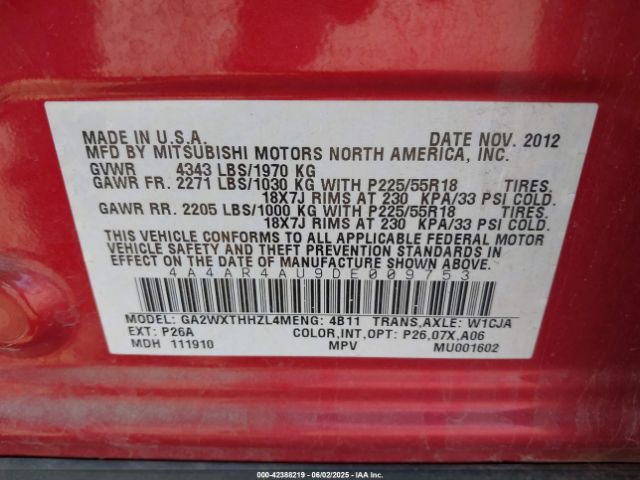 MADE IN U.S.A. DATE NOV. 2012
MFD BY MITSUBISHI MOTORS NORTH AMERICA, INC.
GVWR 4343 LBS/1970 KG
GAWR FR. 2271 LBS/1030 KG WITH P225/55R18 TIRES.
18X7J RIMS AT 230 KPA/33 PSI COLD.
GAWR RR. 2205 LBS/1000 KG WITH P225/55R18 TIRES.
18X7J RIMS AT 230 KPA/33 PSI COLD.
THIS VEHICLE CONFORMS TO ALL APPLICABLE FEDERAL MOTOR
VEHICLE SAFETY AND THEFT PREVENTION STANDARDS IN
EFFECT ON THE DATE OF MANUFACTURE SHOWN ABOVE.
4A4AR4AU9DE009753
MODEL: GA2WXTHHZL4MENG: 4B11 TRANS,AXLE: W1CJA
EXT: P26A COLOR,INT,OPT: P26,07X,A06
MDH 111910 MPV MU001602
000-42388219 - 06/02/2025 - IAAI